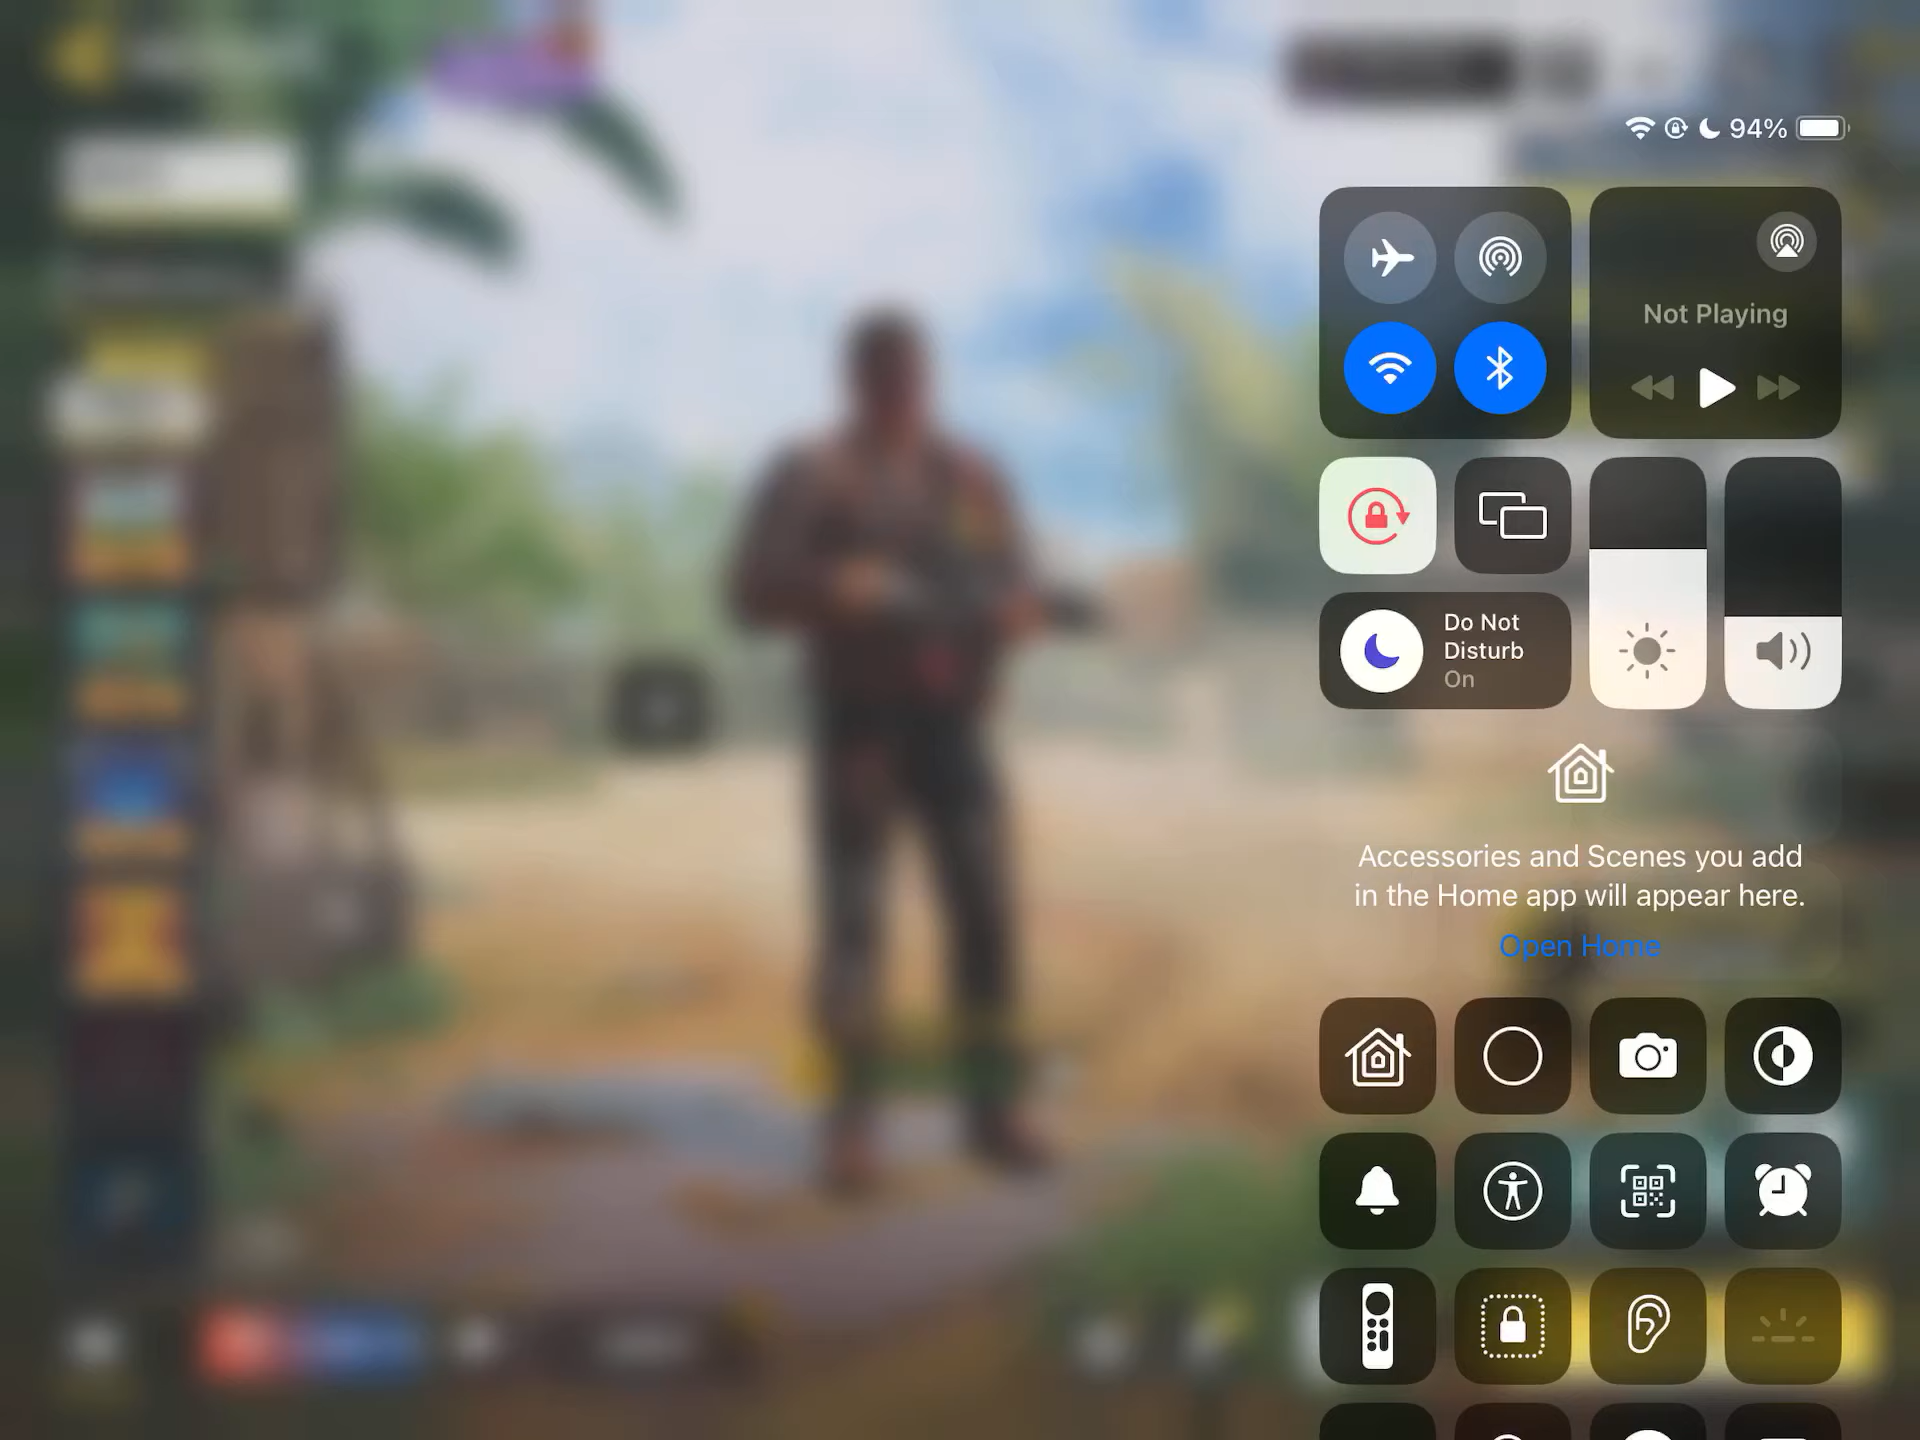 94%
Not Playing
Do Not
Disturb
On
Accessories and Scenes you add
in the Home app will appear here.
Open Home